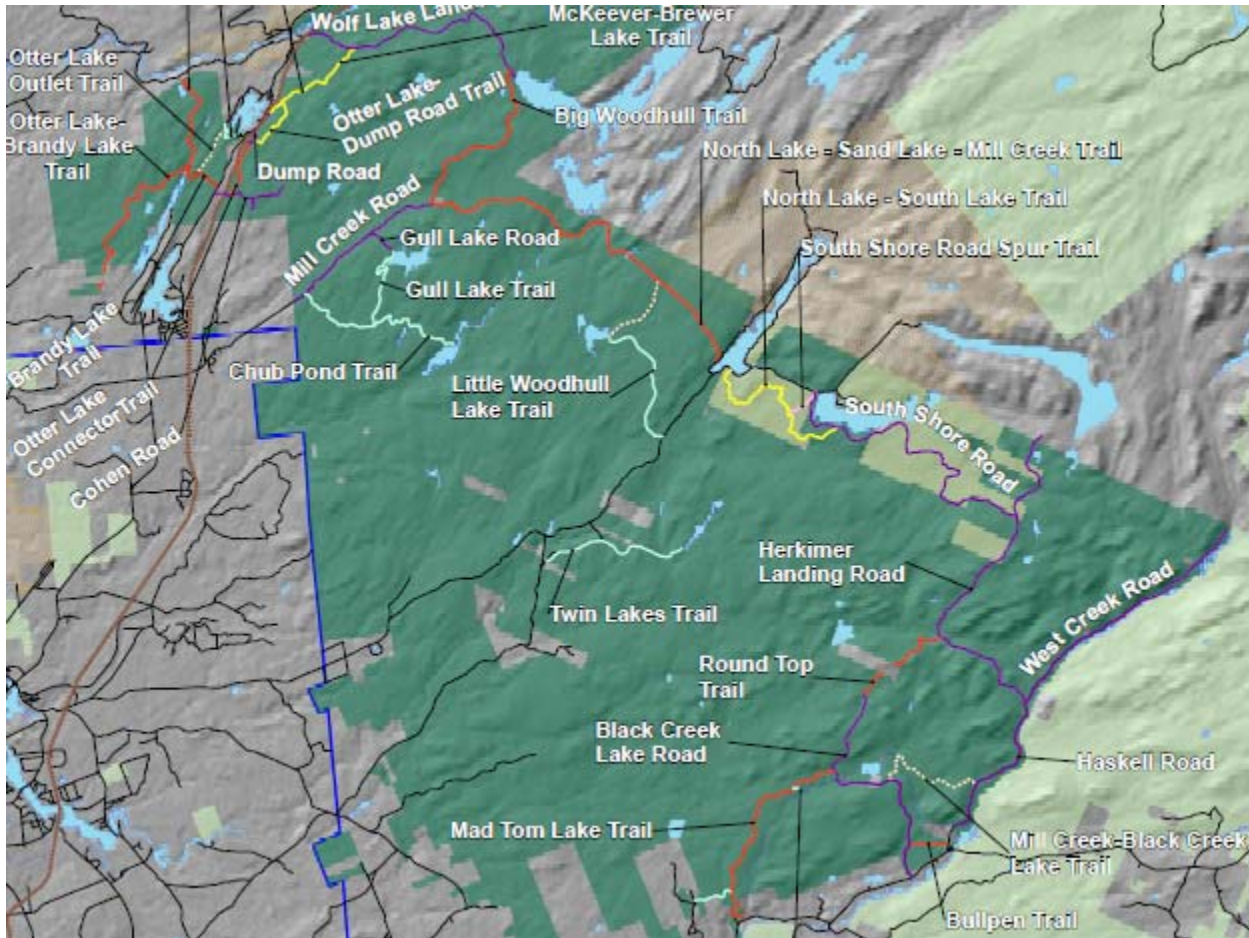 Wolf Lake Land
McKeever-Brewer
Lake Trail
Otter Lake
Outlet Trail
Otter Lake-
Dump Road Trail
Big Woodhull Trail
Otter Lake-
Brandy Lake
Trail
North Lake - Sand Lake - Mill Creek Trail
Dump Road
North Lake - South Lake Trail
Mill Creek Road
Gull Lake Road
South Shore Road Spur Trail
Gull Lake Trail
Brandy Lake
Trail
Chub Pond Trail
Little Woodhull
Lake Trail
Otter Lake
ConnectorTrail
Cohen Road
South Shore
Road
Herkimer
Landing Road
Twin Lakes Trail
West Creek Road
Round Top
Trail
Black Creek
Lake Road
Haskell Road
Mad Tom Lake Trail
Mill Creek-Black Creek
Lake Trail
Bullpen Trail